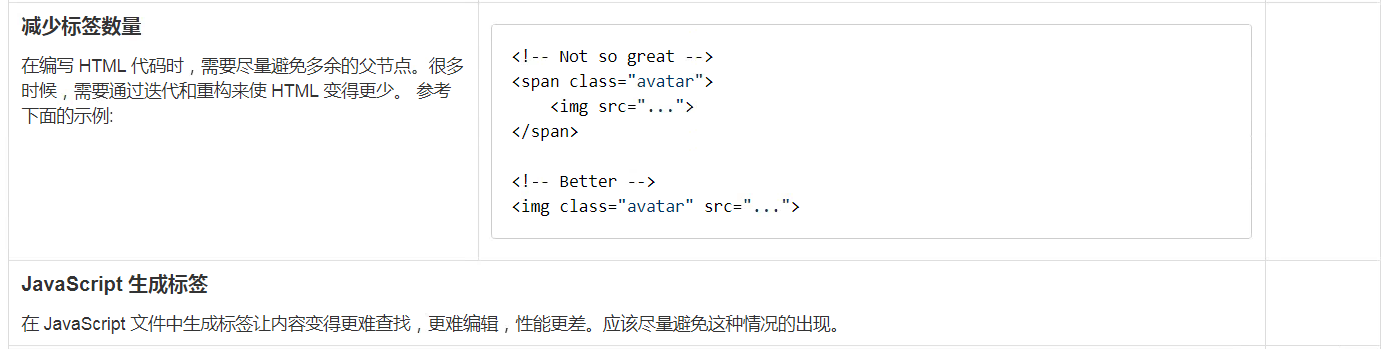 减少标签数量
在编写 HTML 代码时，需要尽量避免多余的父节点。很多
时候，需要通过迭代和重构来使 HTML 变得更少。 参考
下面的示例:
<!-- Not so great -->
<span class="avatar">
    <img src="...">
</span>

<!-- Better -->
<img class="avatar" src="...">
JavaScript 生成标签
在 JavaScript 文件中生成标签让内容变得更难查找，更难编辑，性能更差。应该尽量避免这种情况的出现。